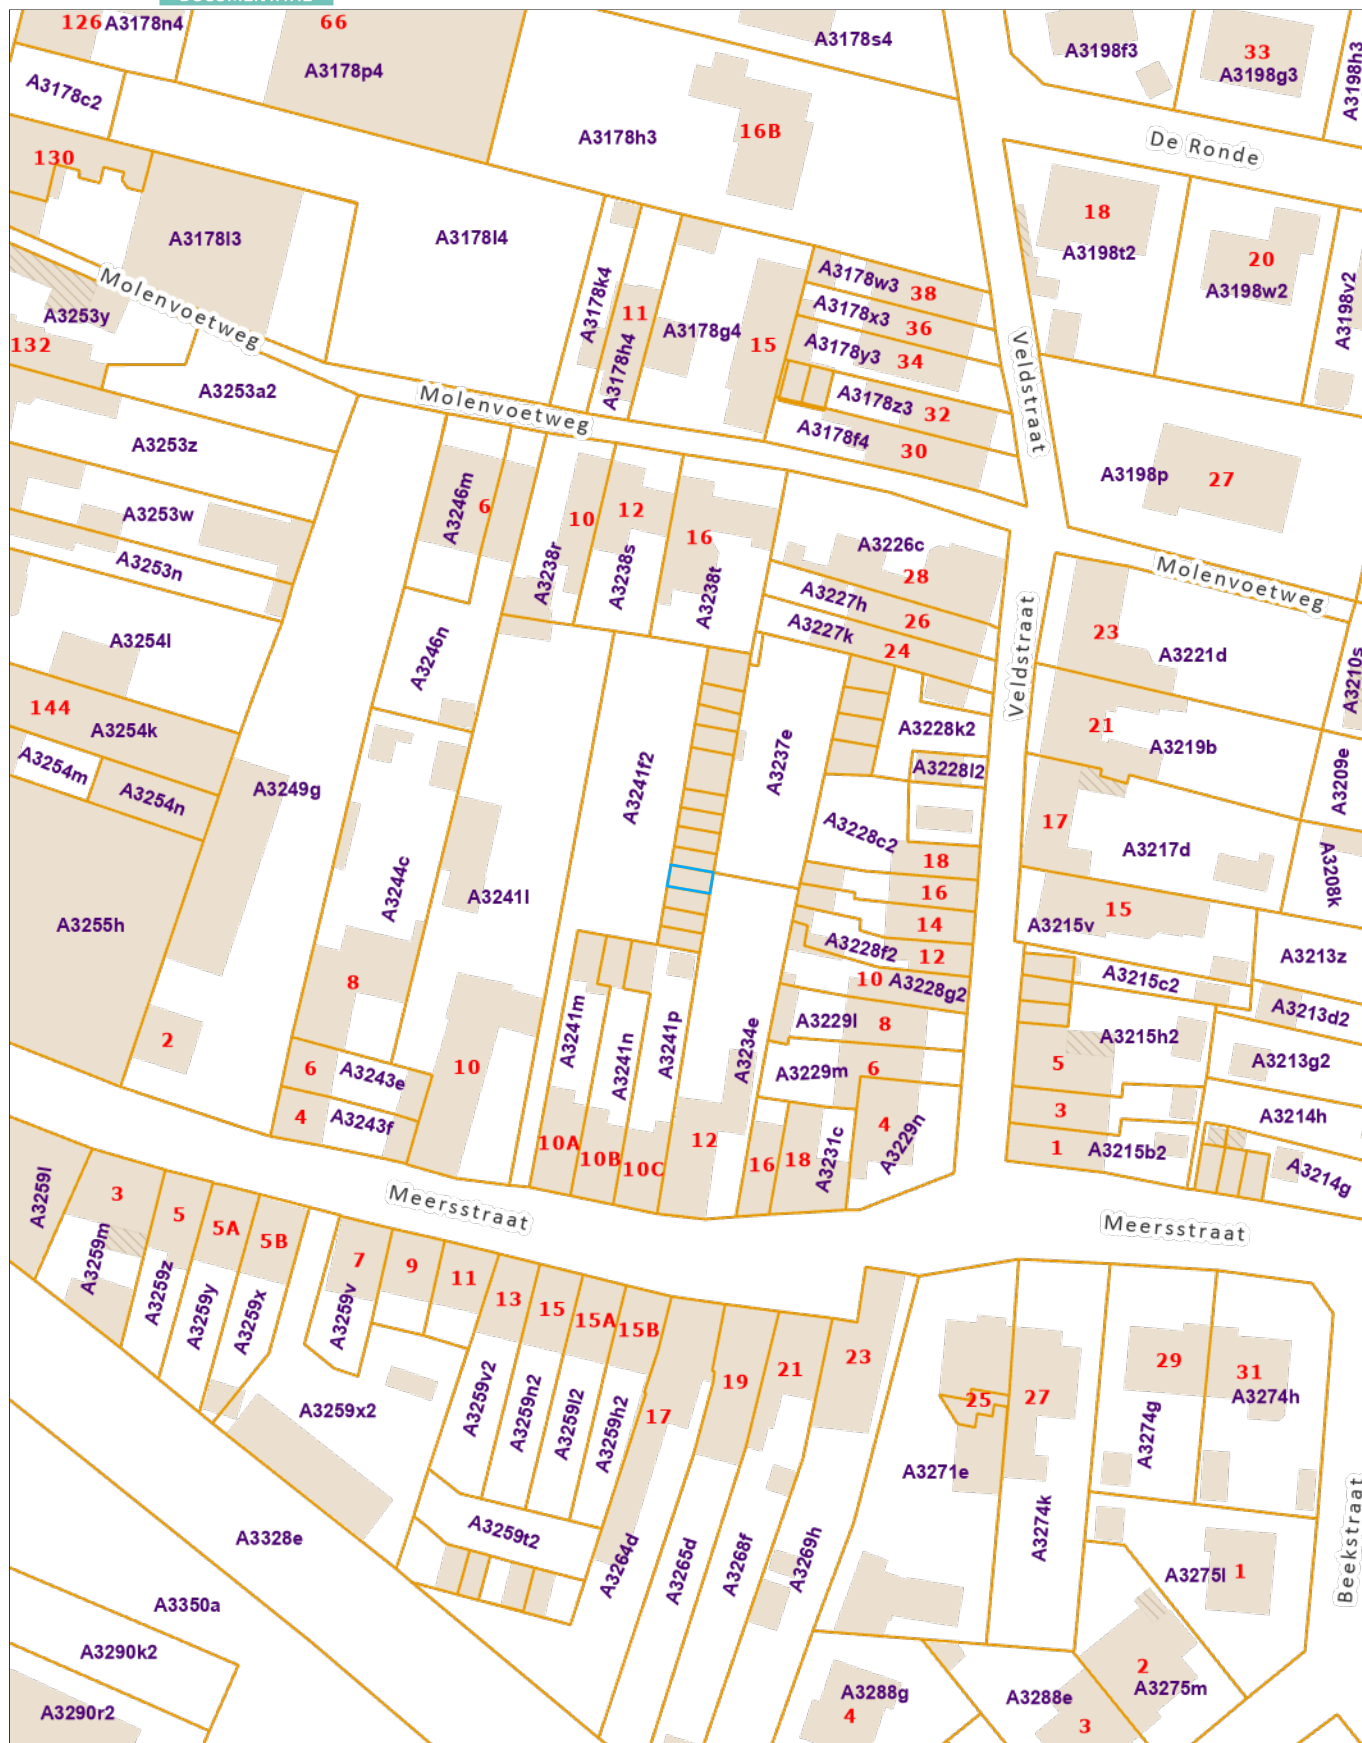 126 A3178n4
66
A3178p4
A3178c2
A3178s4
A3198f3
33
A3198g3
A3198h3
A3178h3
16B
De Ronde
130
A3178l3
A3178l4
18
A3198t2
20
A3198w2
A3198v2
Molenvoetweg
A3253y
132
A3178k4
11
A3178h4
A3178g4
15
A3178w3
38
A3178x3
36
A3178y3
34
A3178z3
32
A3178f4
30
Veldstraat
A3253a2
Molenvoetweg
A3253z
A3198p
27
A3253w
A3253n
A3246m
6
A3238r
10
12
A3238s
16
A3238t
A3226c
28
A3227h
26
A3227k
24
Molenvoetweg
Veldstraat
23
A3221d
A3210s
A3254l
A3246n
144
A3254k
A3254m
A3254n
A3249g
A3241f2
A3237e
A3228k2
A3228l2
21
A3219b
A3209e
17
A3217d
A3208k
A3228c2
18
16
14
A3228f2
12
10
A3228g2
A3244c
A3241l
A3255h
15
A3215v
A3213z
A3215c2
A3213d2
8
2
A3241m
A3241n
A3241p
A3234e
A3229l
8
A3229m
6
A3215h2
5
A3213g2
6
A3243e
10
4
A3243f
10A
10B
10C
12
16
18
A3231c
4
A3229n
3
1
A3215b2
A3214h
A3214g
Meersstraat
Meersstraat
A3259l
3
A3259m
5
A3259z
5A
A3259y
5B
A3259x
7
A3259v
9
11
13
15
15A
15B
A3259v2
A3259n2
A3259l2
A3259h2
17
19
21
23
25
27
29
31
A3274h
A3274g
A3259x2
A3271e
A3274k
A3328e
A3259t2
A3264d
A3265d
A3268f
A3269h
A3275l
1
Beekstraat
A3350a
A3290k2
A3290r2
A3288g
4
A3288e
3
2
A3275m